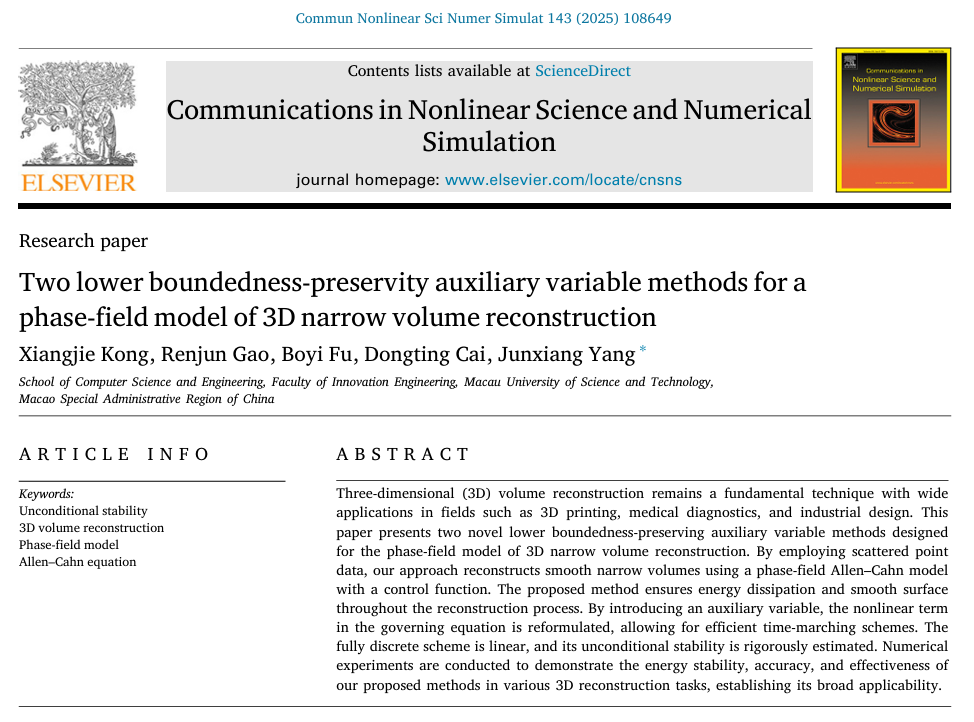 Commun Nonlinear Sci Numer Simulat 143 (2025) 108649
Contents lists available at ScienceDirect
Communications in Nonlinear Science and Numerical
Simulation
journal homepage: www.elsevier.com/locate/cnsns
ELSEVIER
Communications in
Nonlinear Science and
Numerical Simulation
Research paper
Two lower boundedness-preservity auxiliary variable methods for a
phase-field model of 3D narrow volume reconstruction
Xiangjie Kong, Renjun Gao, Boyi Fu, Dongting Cai, Junxiang Yang *
School of Computer Science and Engineering, Faculty of Innovation Engineering, Macau University of Science and Technology,
Macao Special Administrative Region of China
ARTICLE INFO
Keywords:
Unconditional stability
3D volume reconstruction
Phase-field model
Allen–Cahn equation
ABSTRACT
Three-dimensional (3D) volume reconstruction remains a fundamental technique with wide
applications in fields such as 3D printing, medical diagnostics, and industrial design. This
paper presents two novel lower boundedness-preserving auxiliary variable methods designed
for the phase-field model of 3D narrow volume reconstruction. By employing scattered point
data, our approach reconstructs smooth narrow volumes using a phase-field Allen–Cahn model
with a control function. The proposed method ensures energy dissipation and smooth surface
throughout the reconstruction process. By introducing an auxiliary variable, the nonlinear term
in the governing equation is reformulated, allowing for efficient time-marching schemes. The
fully discrete scheme is linear, and its unconditional stability is rigorously estimated. Numerical
experiments are conducted to demonstrate the energy stability, accuracy, and effectiveness of
our proposed methods in various 3D reconstruction tasks, establishing its broad applicability.